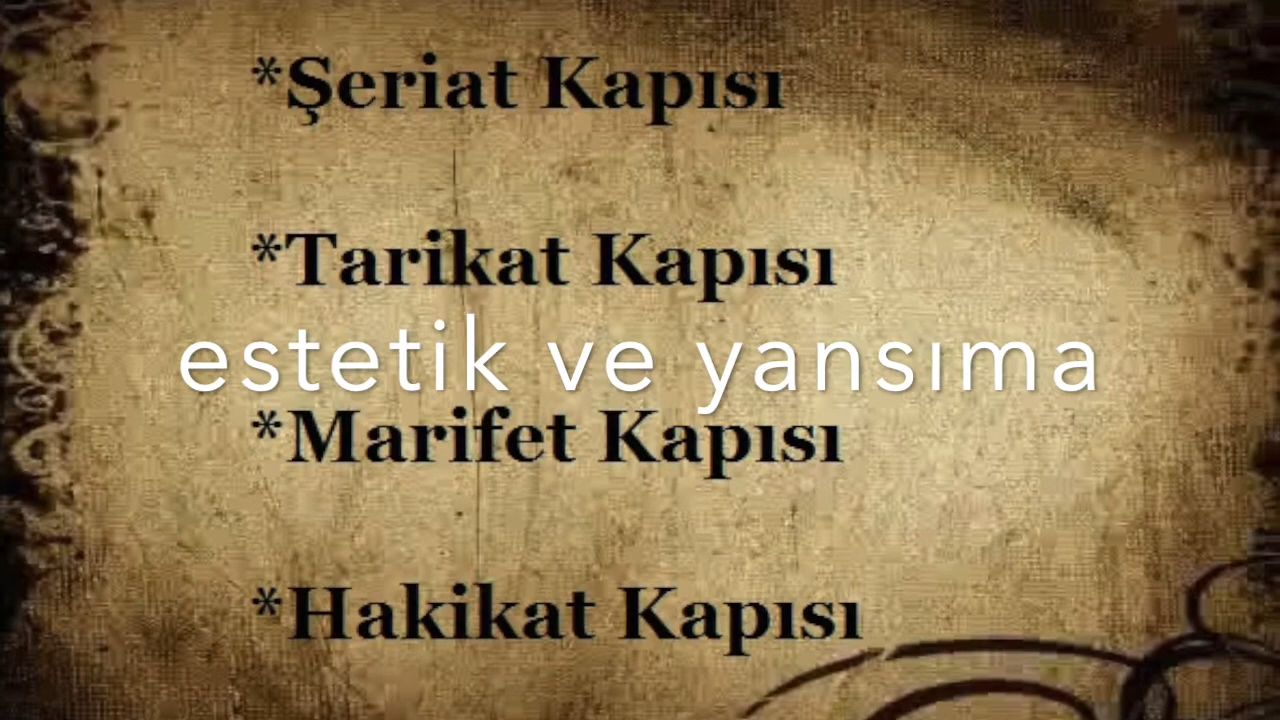 *Şeriat Kapısı
*Tarikat Kapısı
estetik ve yansıma
*Marifet Kapısı
*Hakikat Kapısı